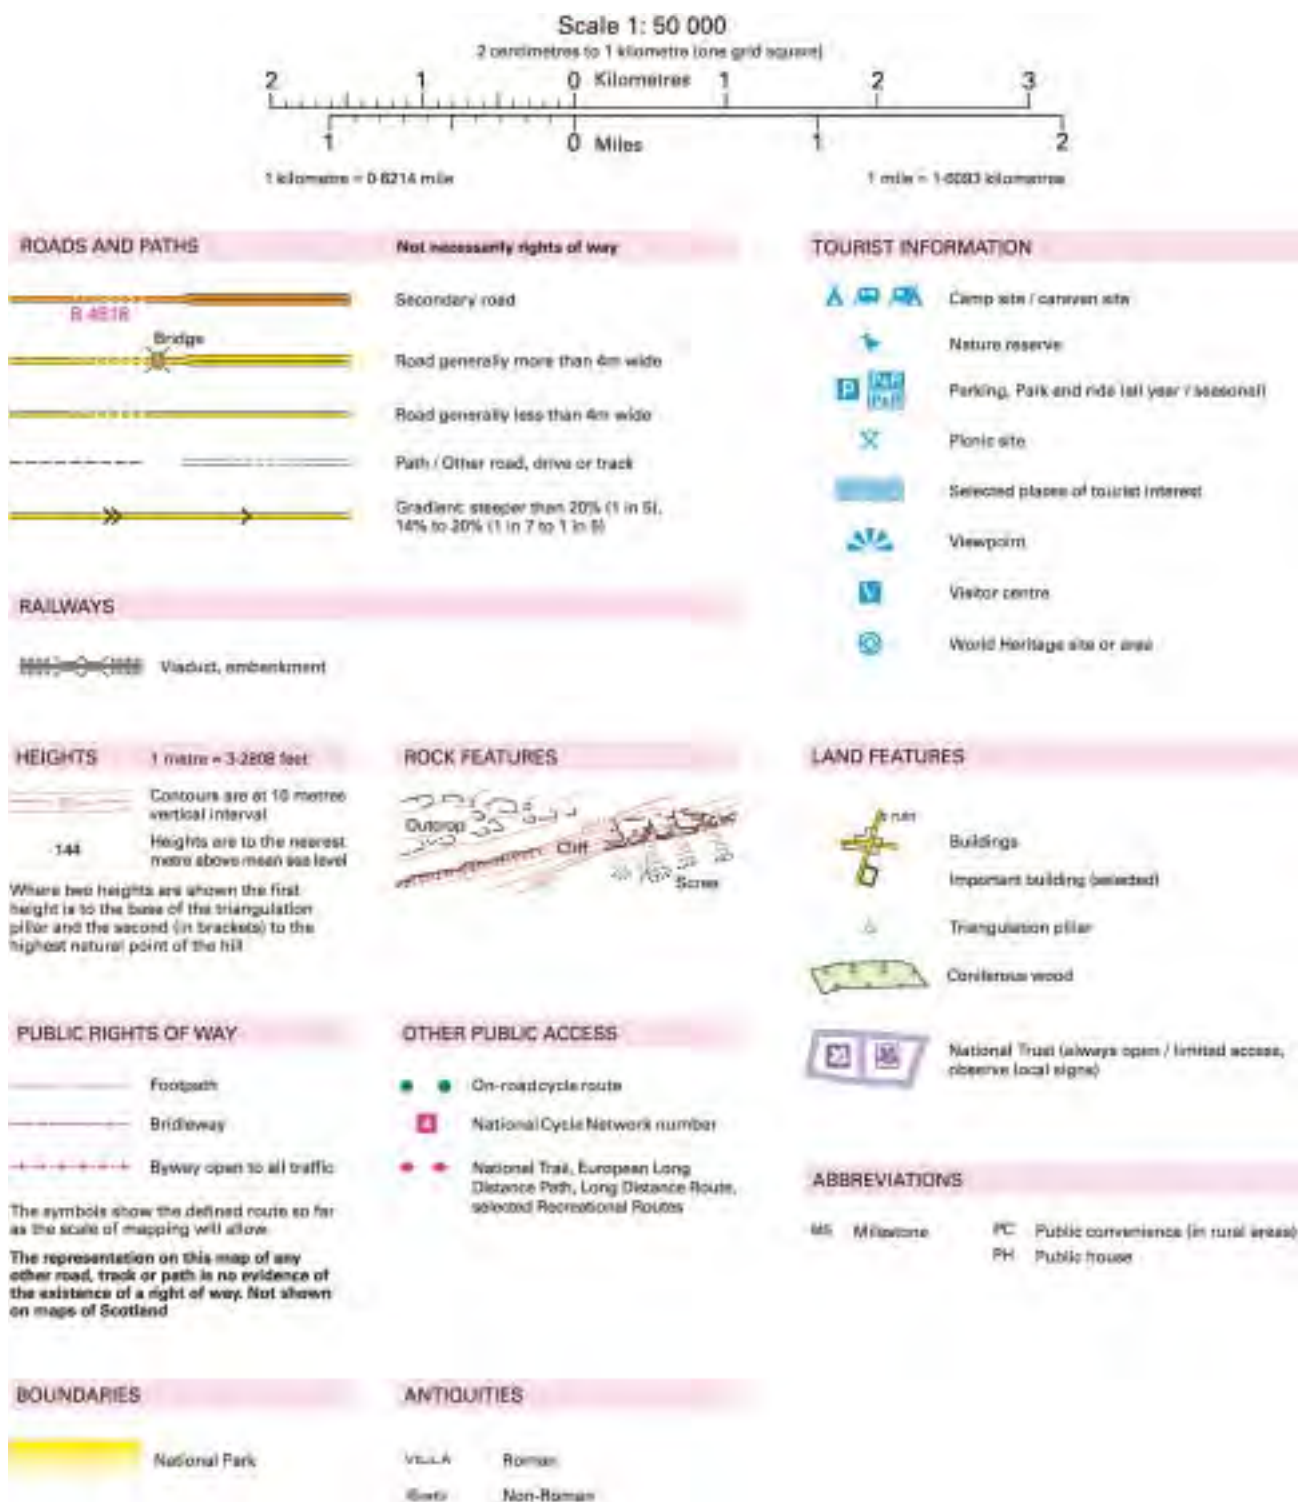 Scale 1: 50 000
2 centimetres to 1 kilometre (one grid square)
2 1 0 Kilometres 1 2 3
1 0 Miles 1 2
1 kilometre = 0·6214 mile
1 mile = 1·6093 kilometres
ROADS AND PATHS
Not necessarily rights of way
Secondary road
B 4518
Bridge
Road generally more than 4m wide
Road generally less than 4m wide
Path / Other road, drive or track
Gradient: steeper than 20% (1 in 5),
14% to 20% (1 in 7 to 1 in 5)
TOURIST INFORMATION
Camp site / caravan site
Nature reserve
P P&R
P&R
Parking, Park and ride (all year / seasonal)
Picnic site
Selected places of tourist interest
Viewpoint
V
Visitor centre
World Heritage site or area
RAILWAYS
Viaduct, embankment
HEIGHTS
1 metre = 3·2808 feet
Contours are at 10 metres
vertical interval
144
Heights are to the nearest
metre above mean sea level
Where two heights are shown the first
height is to the base of the triangulation
pillar and the second (in brackets) to the
highest natural point of the hill
ROCK FEATURES
Outcrop
Cliff
Scree
LAND FEATURES
ruin
Buildings
Important building (selected)
Triangulation pillar
Coniferous wood
National Trust (always open / limited access,
observe local signs)
PUBLIC RIGHTS OF WAY
Footpath
Bridleway
Byway open to all traffic
The symbols show the defined route so far
as the scale of mapping will allow
The representation on this map of any
other road, track or path is no evidence of
the existence of a right of way. Not shown
on maps of Scotland
OTHER PUBLIC ACCESS
On-road cycle route
4
National Cycle Network number
National Trail, European Long
Distance Path, Long Distance Route,
selected Recreational Routes
ABBREVIATIONS
MS Milestone
PC Public convenience (in rural areas)
PH Public house
BOUNDARIES
National Park
ANTIQUITIES
VILLA Roman
Non-Roman